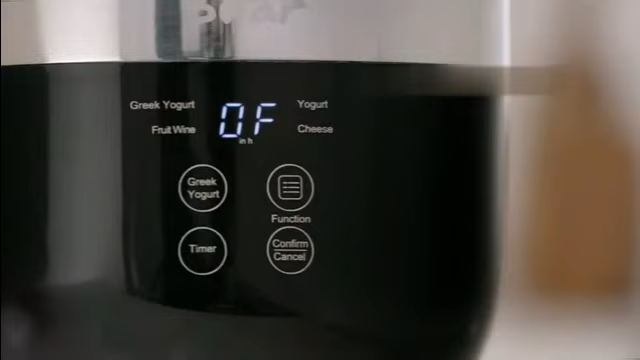 Greek Yogurt
0F
Yogurt
Fruit Wine
in h
Cheese
Greek
Yogurt
Function
Timer
Confirm
Cancel